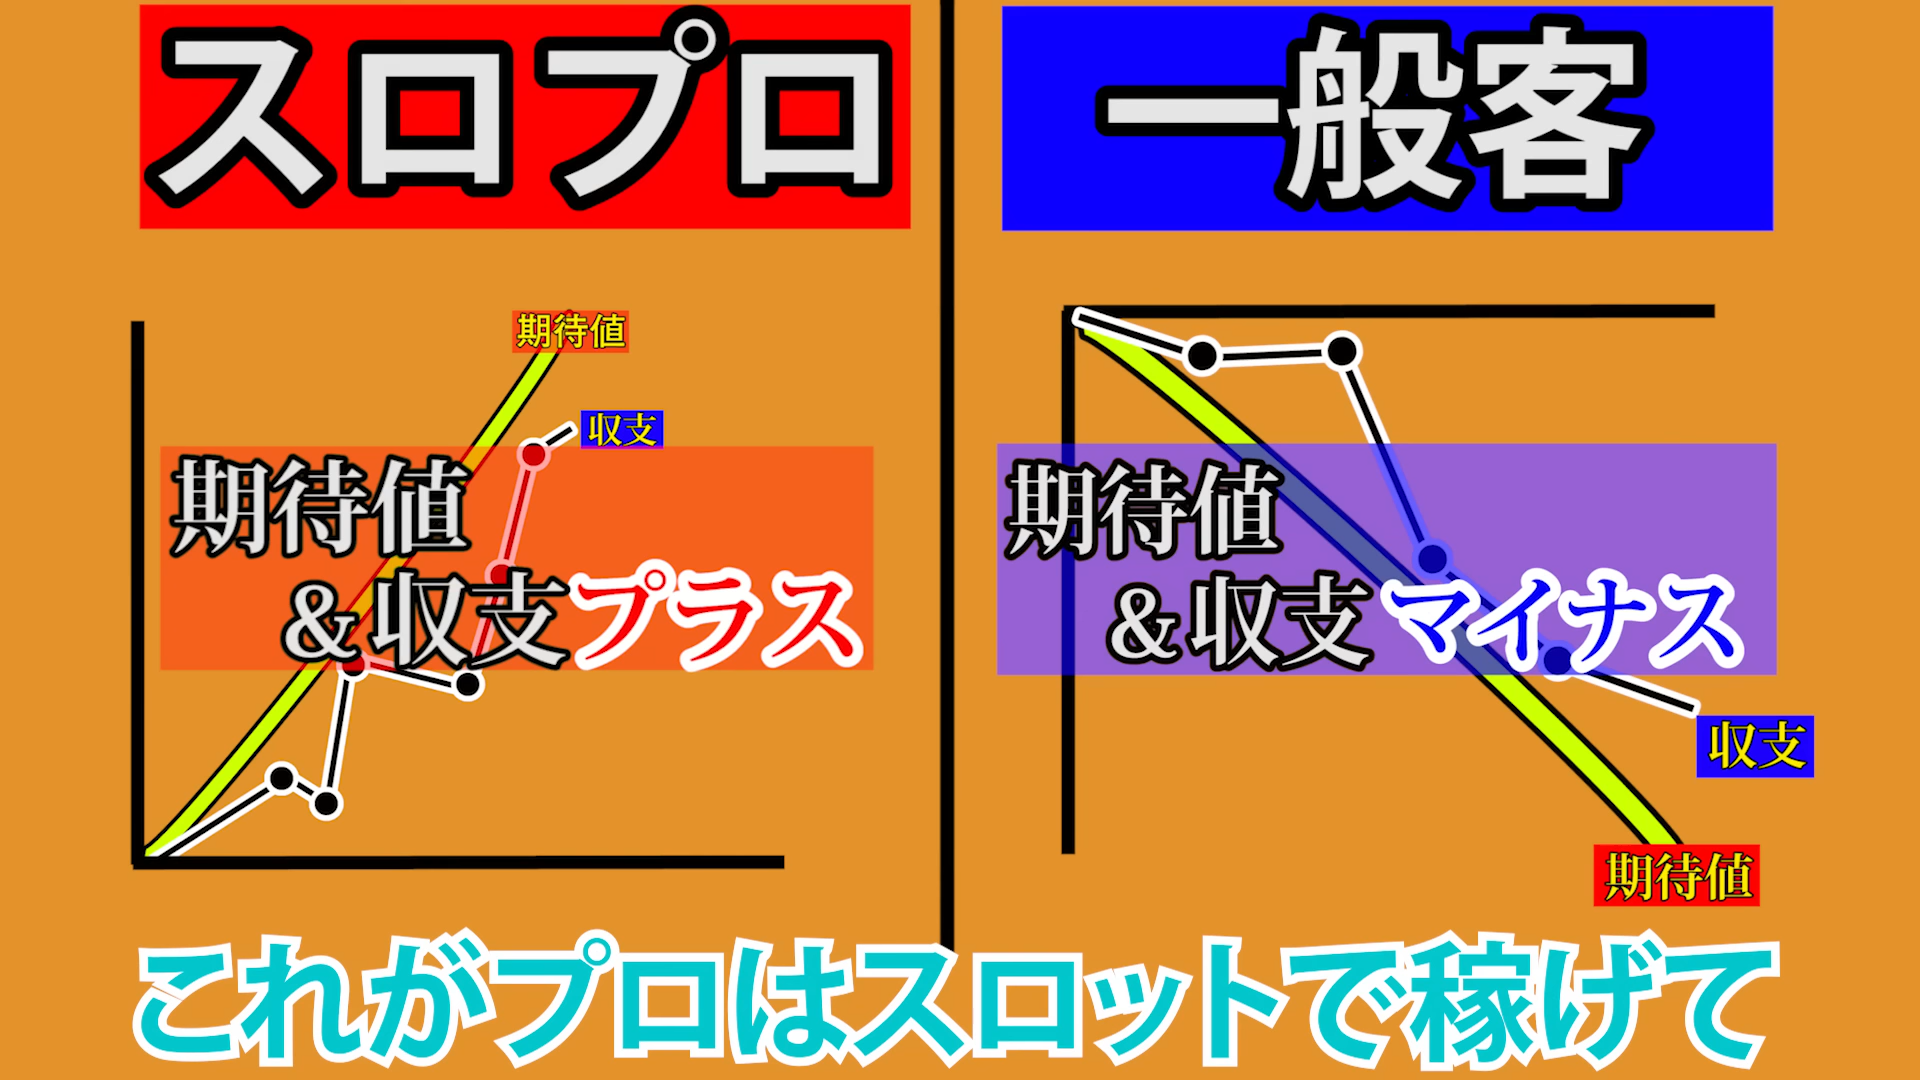 スロプロ
一般客
期待値
収支
期待値
&収支プラス
期待値
&収支マイナス
収支
期待値
これがプロはスロットで稼げて